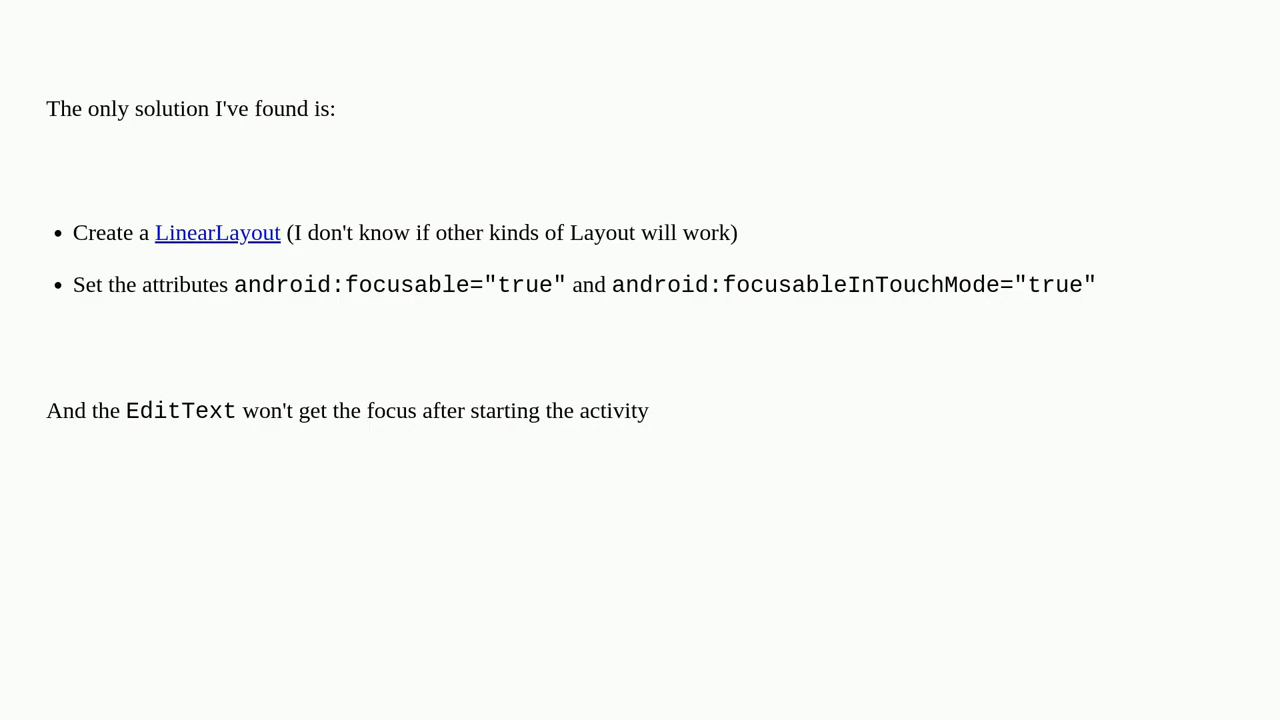 The only solution I've found is:
• Create a LinearLayout (I don't know if other kinds of Layout will work)
• Set the attributes android:focusable="true" and android:focusableInTouchMode="true"
And the EditText won't get the focus after starting the activity